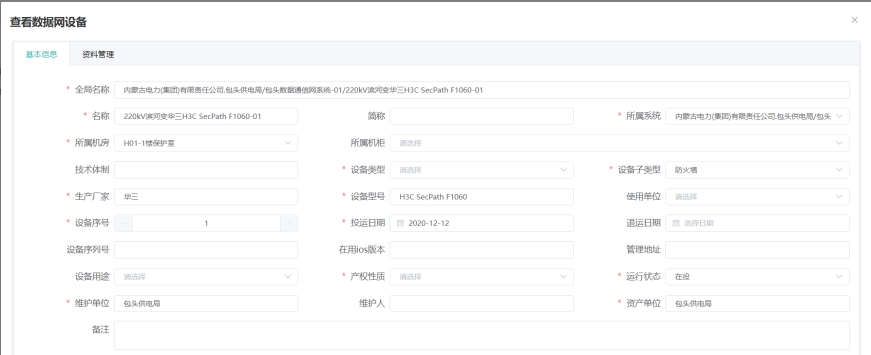 查看数据网设备
基本信息 资料管理
* 全局名称 内蒙古电力(集团)有限责任公司.包头供电局/包头数据通信网系统-01/220kV滨河变华三H3C SecPath F1060-01
* 名称 220kV滨河变华三H3C SecPath F1060-01 简称 * 所属系统 内蒙古电力(集团)有限责任公司.包头供电局/包头
* 所属机房 H01-1楼保护室 所属机柜 请选择
技术体制 * 设备类型 请选择 * 设备子类型 防火墙
* 生产厂家 华三 * 设备型号 H3C SecPath F1060 使用单位 请选择
* 设备序号 1 * 投运日期 2020-12-12 退运日期 选择日期
设备序列号 在用ios版本 管理地址
设备用途 请选择 * 产权性质 请选择 * 运行状态 在役
* 维护单位 包头供电局 维护人 * 资产单位 包头供电局
备注